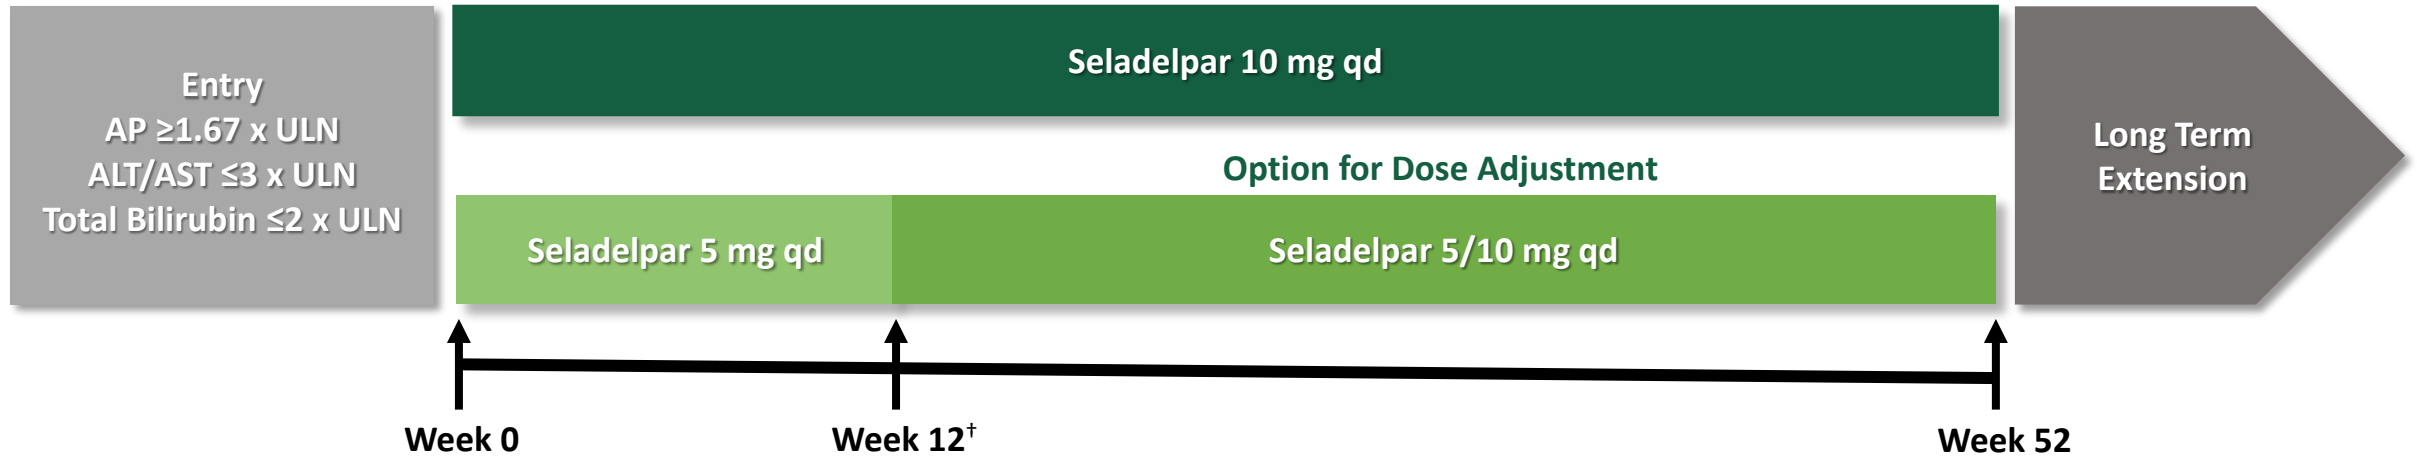 Entry
AP ≥1.67 x ULN
ALT/AST ≤3 x ULN
Total Bilirubin ≤2 x ULN
Seladelpar 10 mg qd
Option for Dose Adjustment
Seladelpar 5 mg qd
Seladelpar 5/10 mg qd
Long Term
Extension
Week 0
Week 12†
Week 52